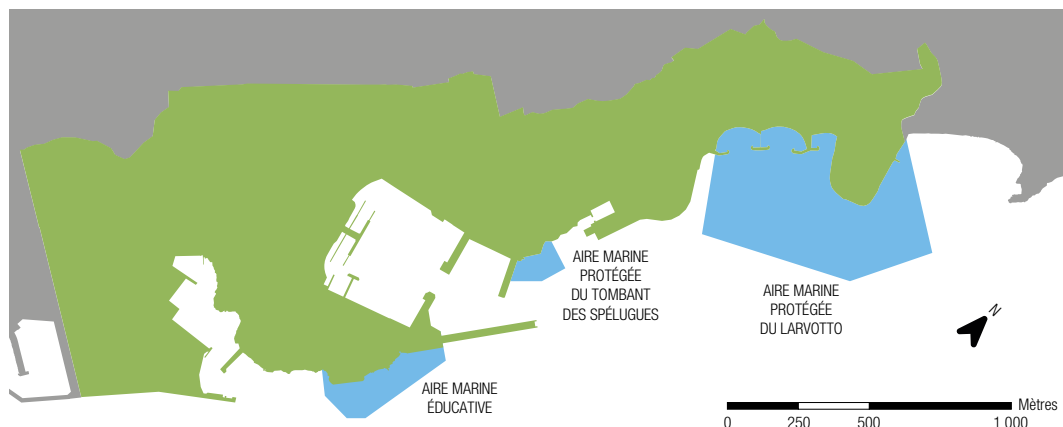 AIRE MARINE
PROTÉGÉE
DU TOMBANT
DES SPÉLUGUES
AIRE MARINE
PROTÉGÉE
DU LARVOTTO
N
AIRE MARINE
ÉDUCATIVE
Mètres
0 250 500 1 000